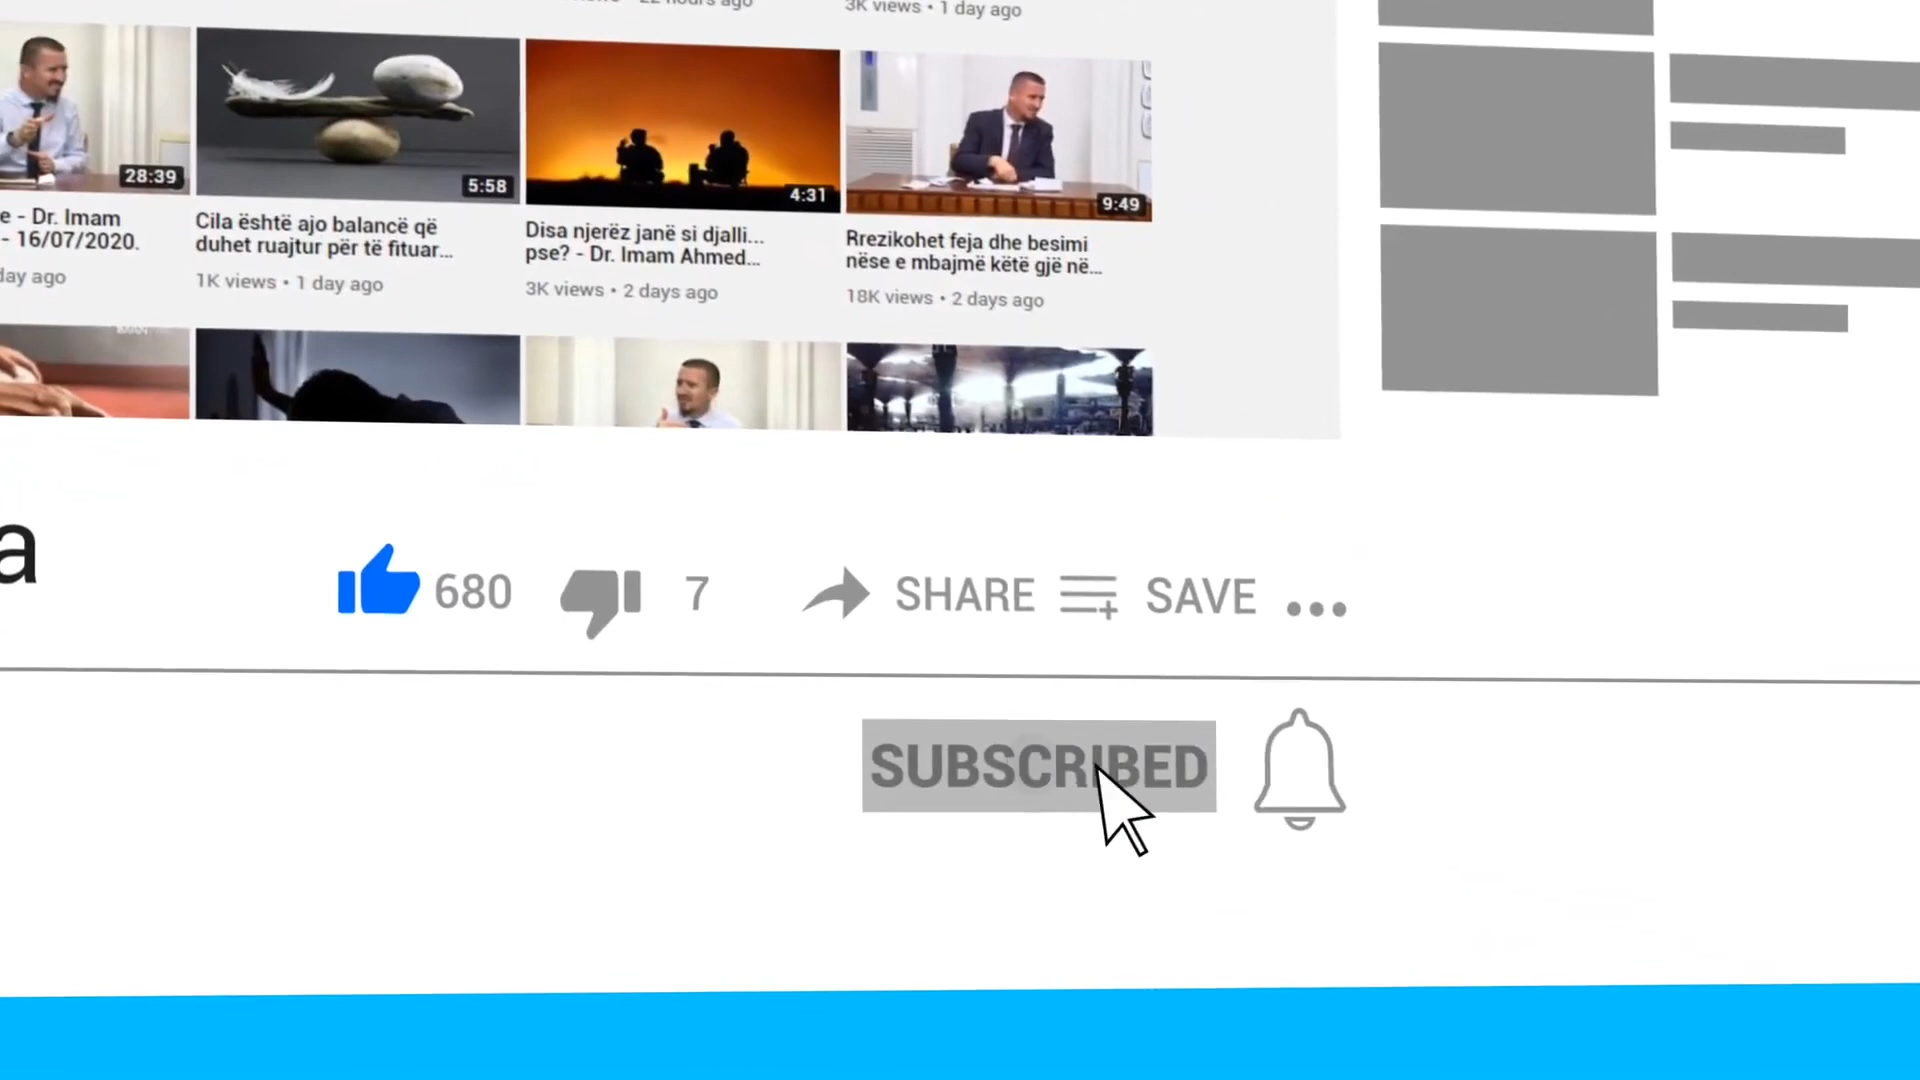 3K views • 1 day ago
28:39
5:58
4:31
9:49
e - Dr. Imam
- 16/07/2020.
day ago
Cila është ajo balancë që
duhet ruajtur për të fituar...
1K views • 1 day ago
Disa njerëz janë si djalli...
pse? - Dr. Imam Ahmed...
3K views • 2 days ago
Rrezikohet feja dhe besimi
nëse e mbajmë këtë gjë në...
18K views • 2 days ago
a
680
7
SHARE
SAVE
SUBSCRIBED